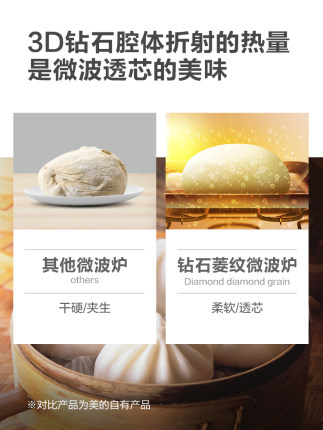 3D钻石腔体折射的热量
是微波透芯的美味
其他微波炉
others
干硬/夹生
钻石菱纹微波炉
Diamond diamond grain
柔软/透芯
※对比产品为美的自有产品